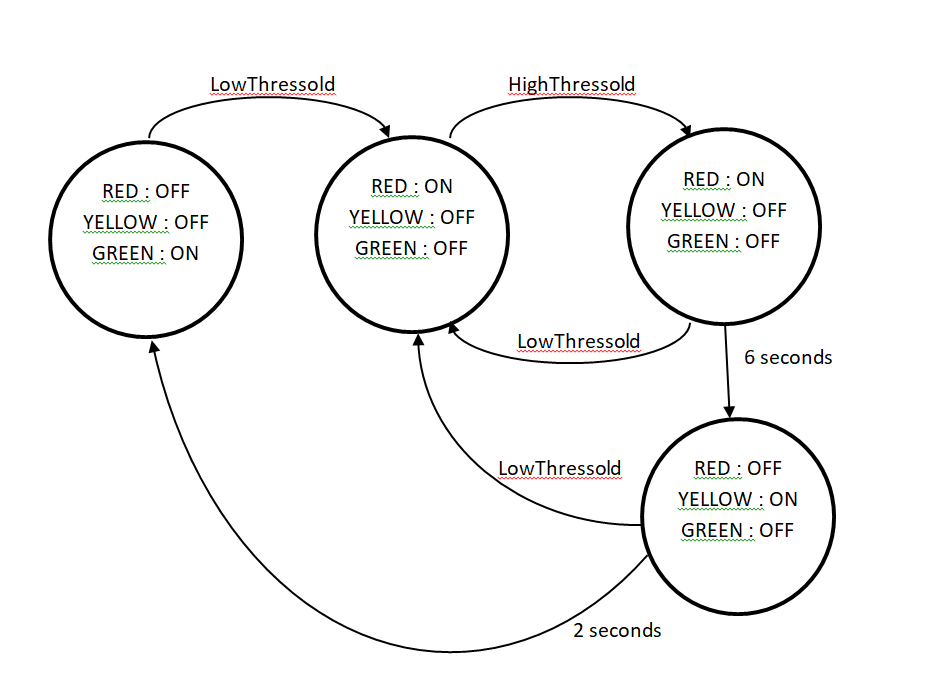 LowThressold
HighThressold
RED : OFF
YELLOW : OFF
GREEN : ON
RED : ON
YELLOW : OFF
GREEN : OFF
RED : ON
YELLOW : OFF
GREEN : OFF
LowThressold
6 seconds
LowThressold
RED : OFF
YELLOW : ON
GREEN : OFF
2 seconds